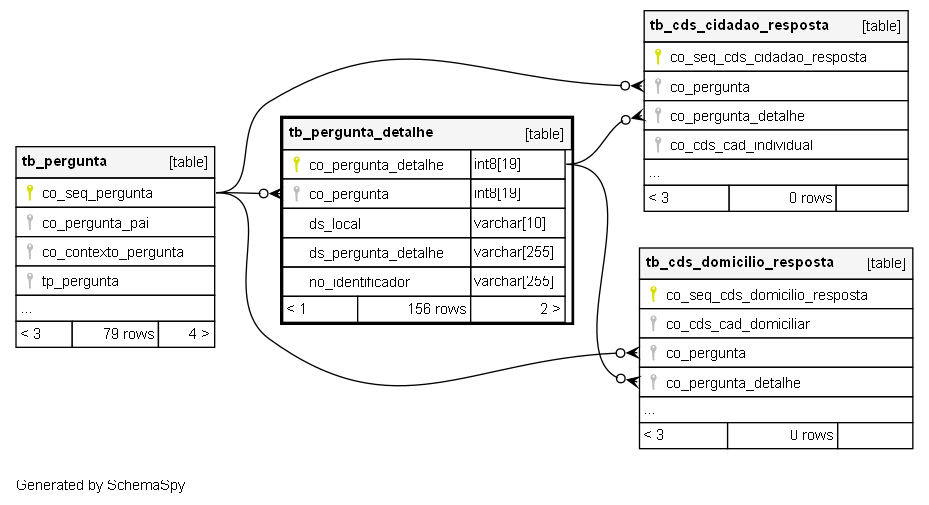 tb_cds_cidadao_resposta [table]
co_seq_cds_cidadao_resposta
co_pergunta
co_pergunta_detalhe
co_cds_cad_individual
...
< 3 0 rows
tb_pergunta_detalhe [table]
co_pergunta_detalhe int8[19]
co_pergunta int8[19]
ds_local varchar[10]
ds_pergunta_detalhe varchar[255]
no_identificador varchar[255]
< 1 156 rows 2 >
tb_pergunta [table]
co_seq_pergunta
co_pergunta_pai
co_contexto_pergunta
tp_pergunta
...
< 3 79 rows 4 >
tb_cds_domicilio_resposta [table]
co_seq_cds_domicilio_resposta
co_cds_cad_domiciliar
co_pergunta
co_pergunta_detalhe
...
< 3 0 rows
Generated by SchemaSpy